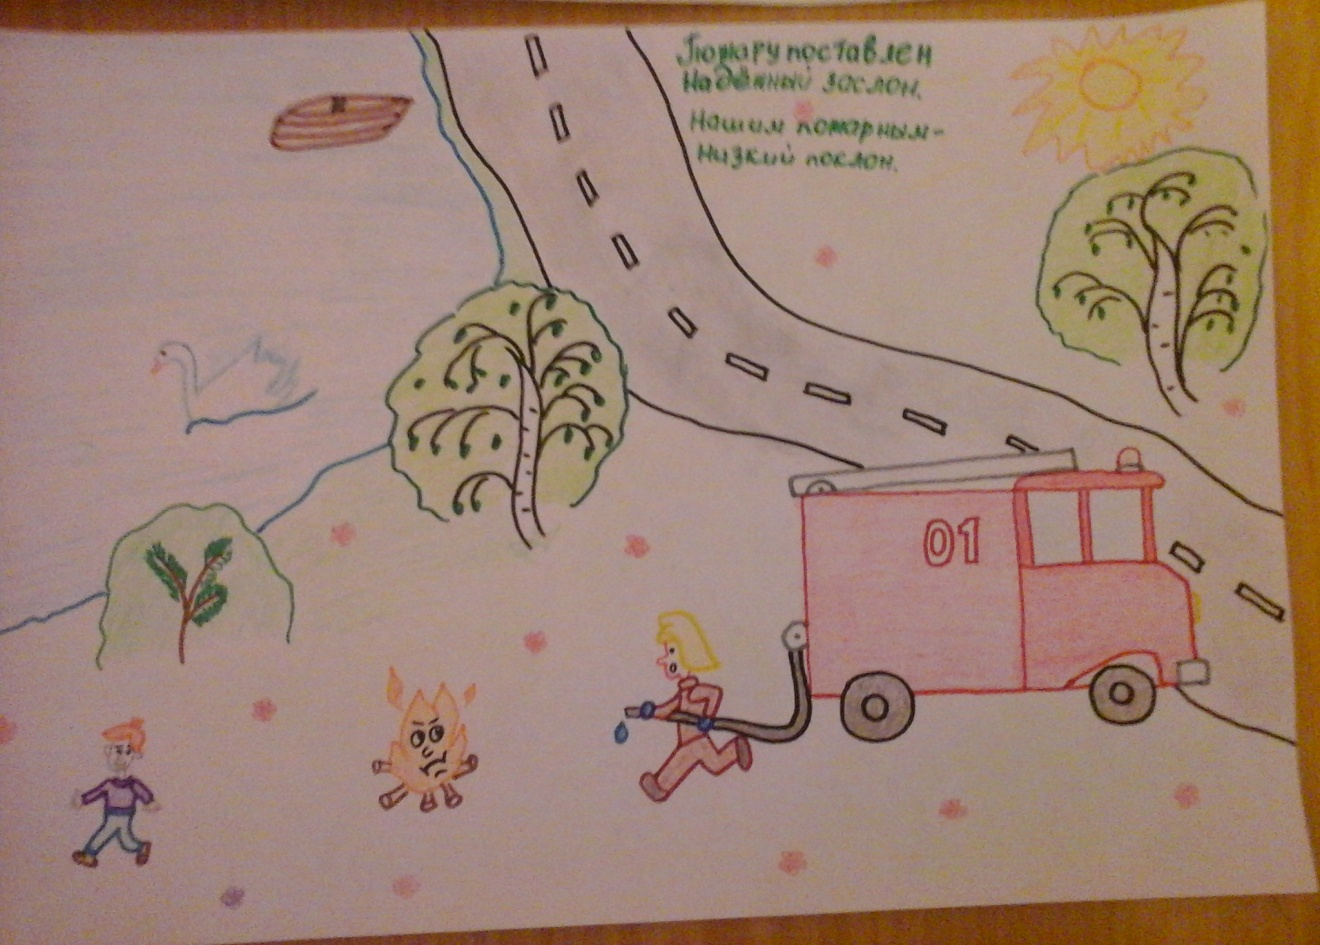 Пожару поставлен
надёжный заслон.
Нашим пожарным-
низкий поклон.
01